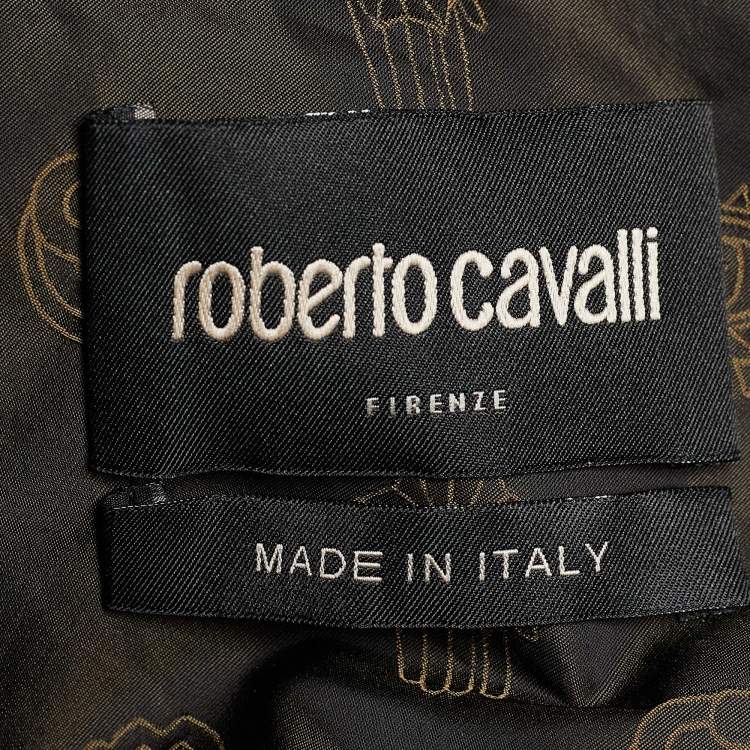 roberto cavalli
FIRENZE
MADE IN ITALY